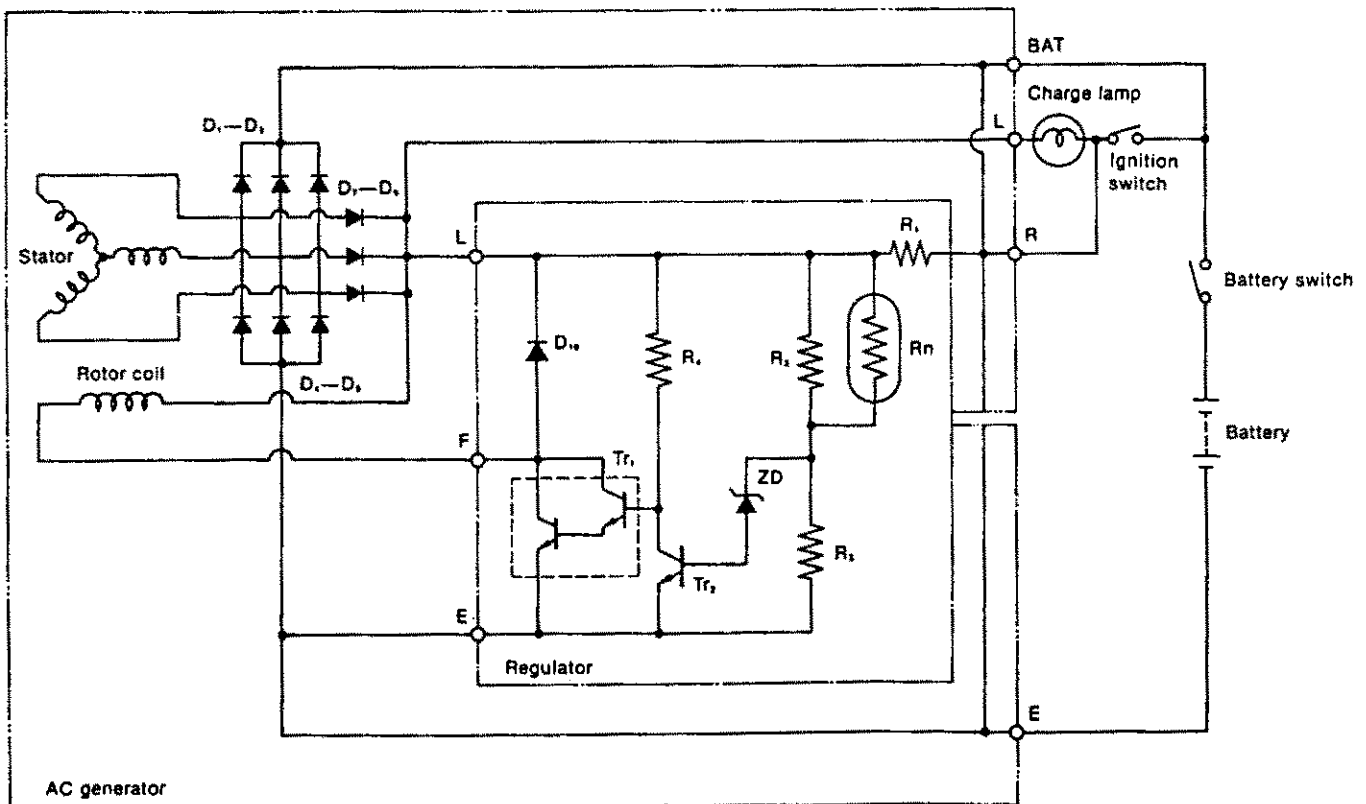 BAT
Charge lamp
L
Ignition
switch
D₁—D₃
D₇—D₉
L
R₁
R
Stator
Battery switch
D₁₀
R₄
R₂
Rn
Rotor coil
D₄—D₆
Battery
F
Tr₁
ZD
R₃
Tr₂
E
Regulator
E
AC generator